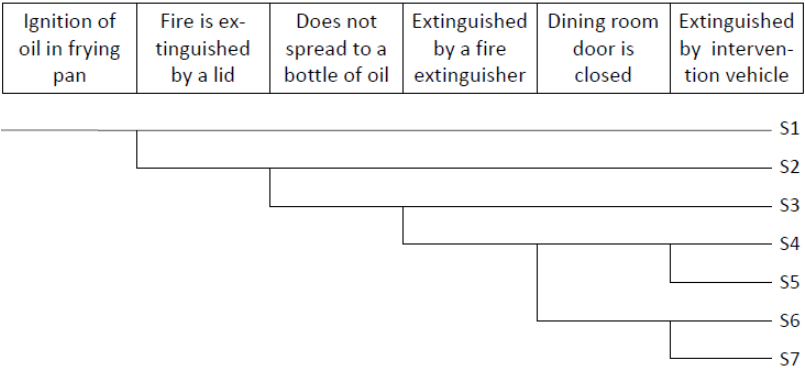 Ignition of
oil in frying
pan
Fire is ex-
tinguished
by a lid
Does not
spread to a
bottle of oil
Extinguished
by a fire
extinguisher
Dining room
door is
closed
Extinguished
by interven-
tion vehicle
S1
S2
S3
S4
S5
S6
S7